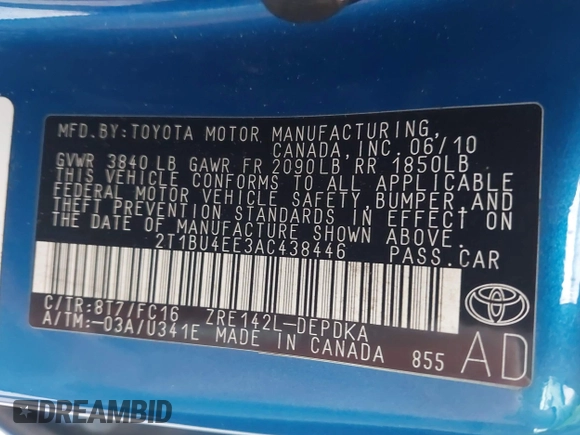 MFD.BY:TOYOTA MOTOR MANUFACTURING,
CANADA,INC.06/10
GVWR 3840 LB GAWR FR 2090LB RR 1850LB
THIS VEHICLE CONFORMS TO ALL APPLICABLE
FEDERAL MOTOR VEHICLE SAFETY,BUMPER,AND
THEFT PREVENTION STANDARDS IN EFFECT ON
THE DATE OF MANUFACTURE SHOWN ABOVE.
2T1BU4EE3AC438446 PASS.CAR
C/TR:8T7/FC16 ZRE142L-DEPDKA
A/TM:-03A/U341E MADE IN CANADA 855
AD
DREAMBID